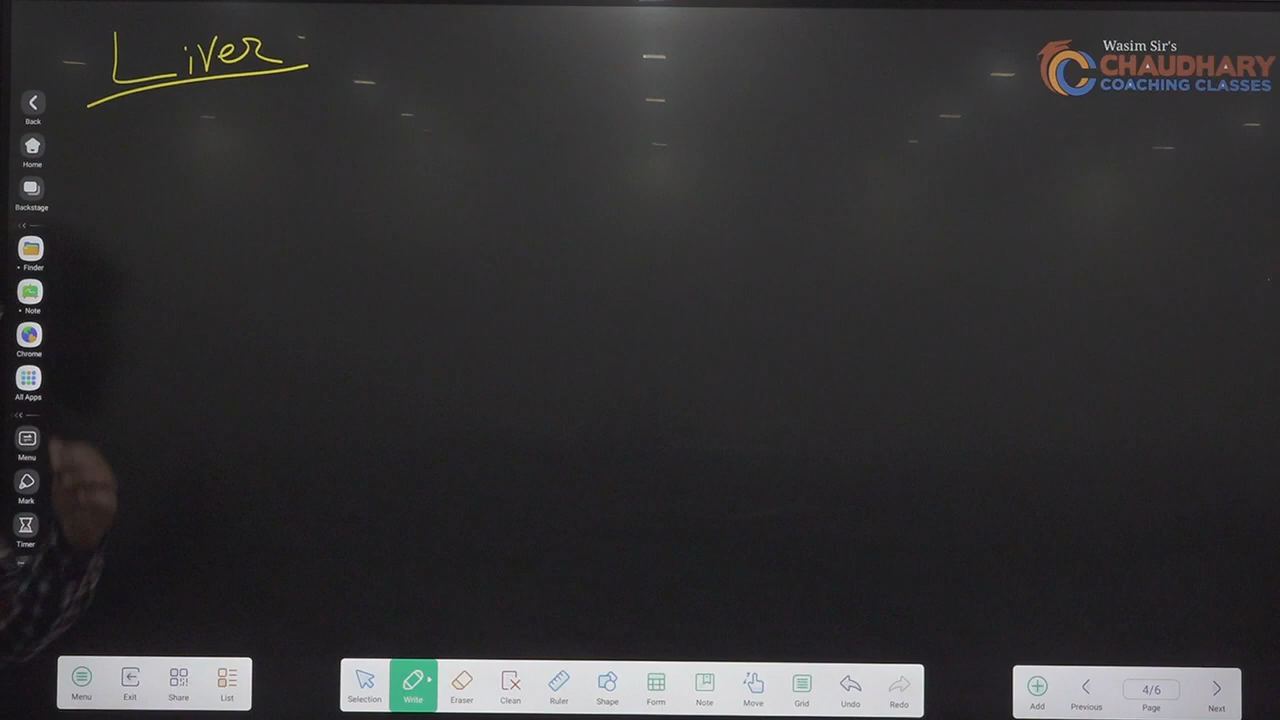 Liver
Wasim Sir's
CHAUDHARY
COACHING CLASSES
Back
Home
Backstage
Finder
Note
Chrome
All Apps
Menu
Mark
Timer
Menu Exit Share List
Selection Write Eraser Clean Ruler Shape Form Note Move Grid Undo Redo
Add Previous 4/6 Page Next